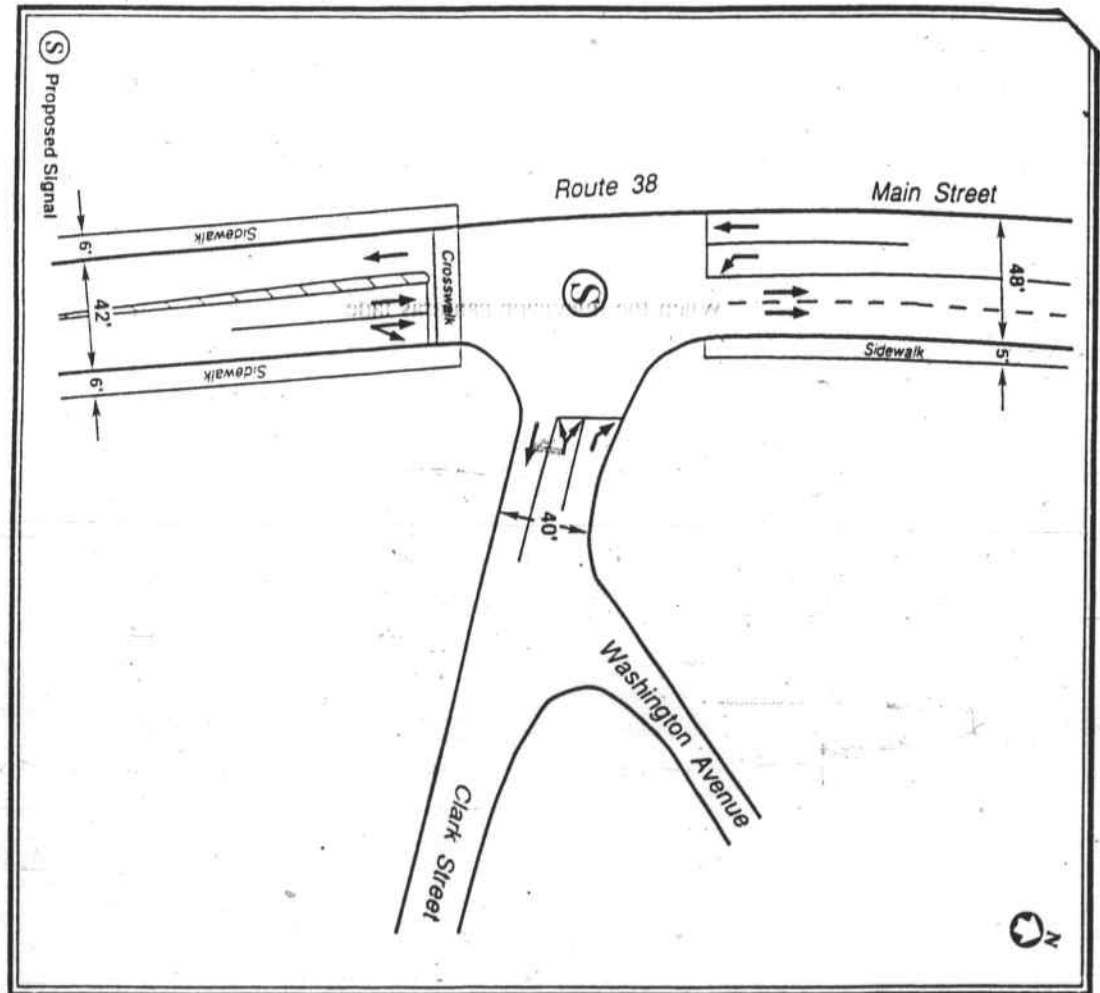 Ⓢ Proposed Signal
Route 38
Main Street
Sidewalk
6'
42'
6'
Sidewalk
Crosswalk
S
48'
5'
Sidewalk
40'
Washington Avenue
Clark Street
N